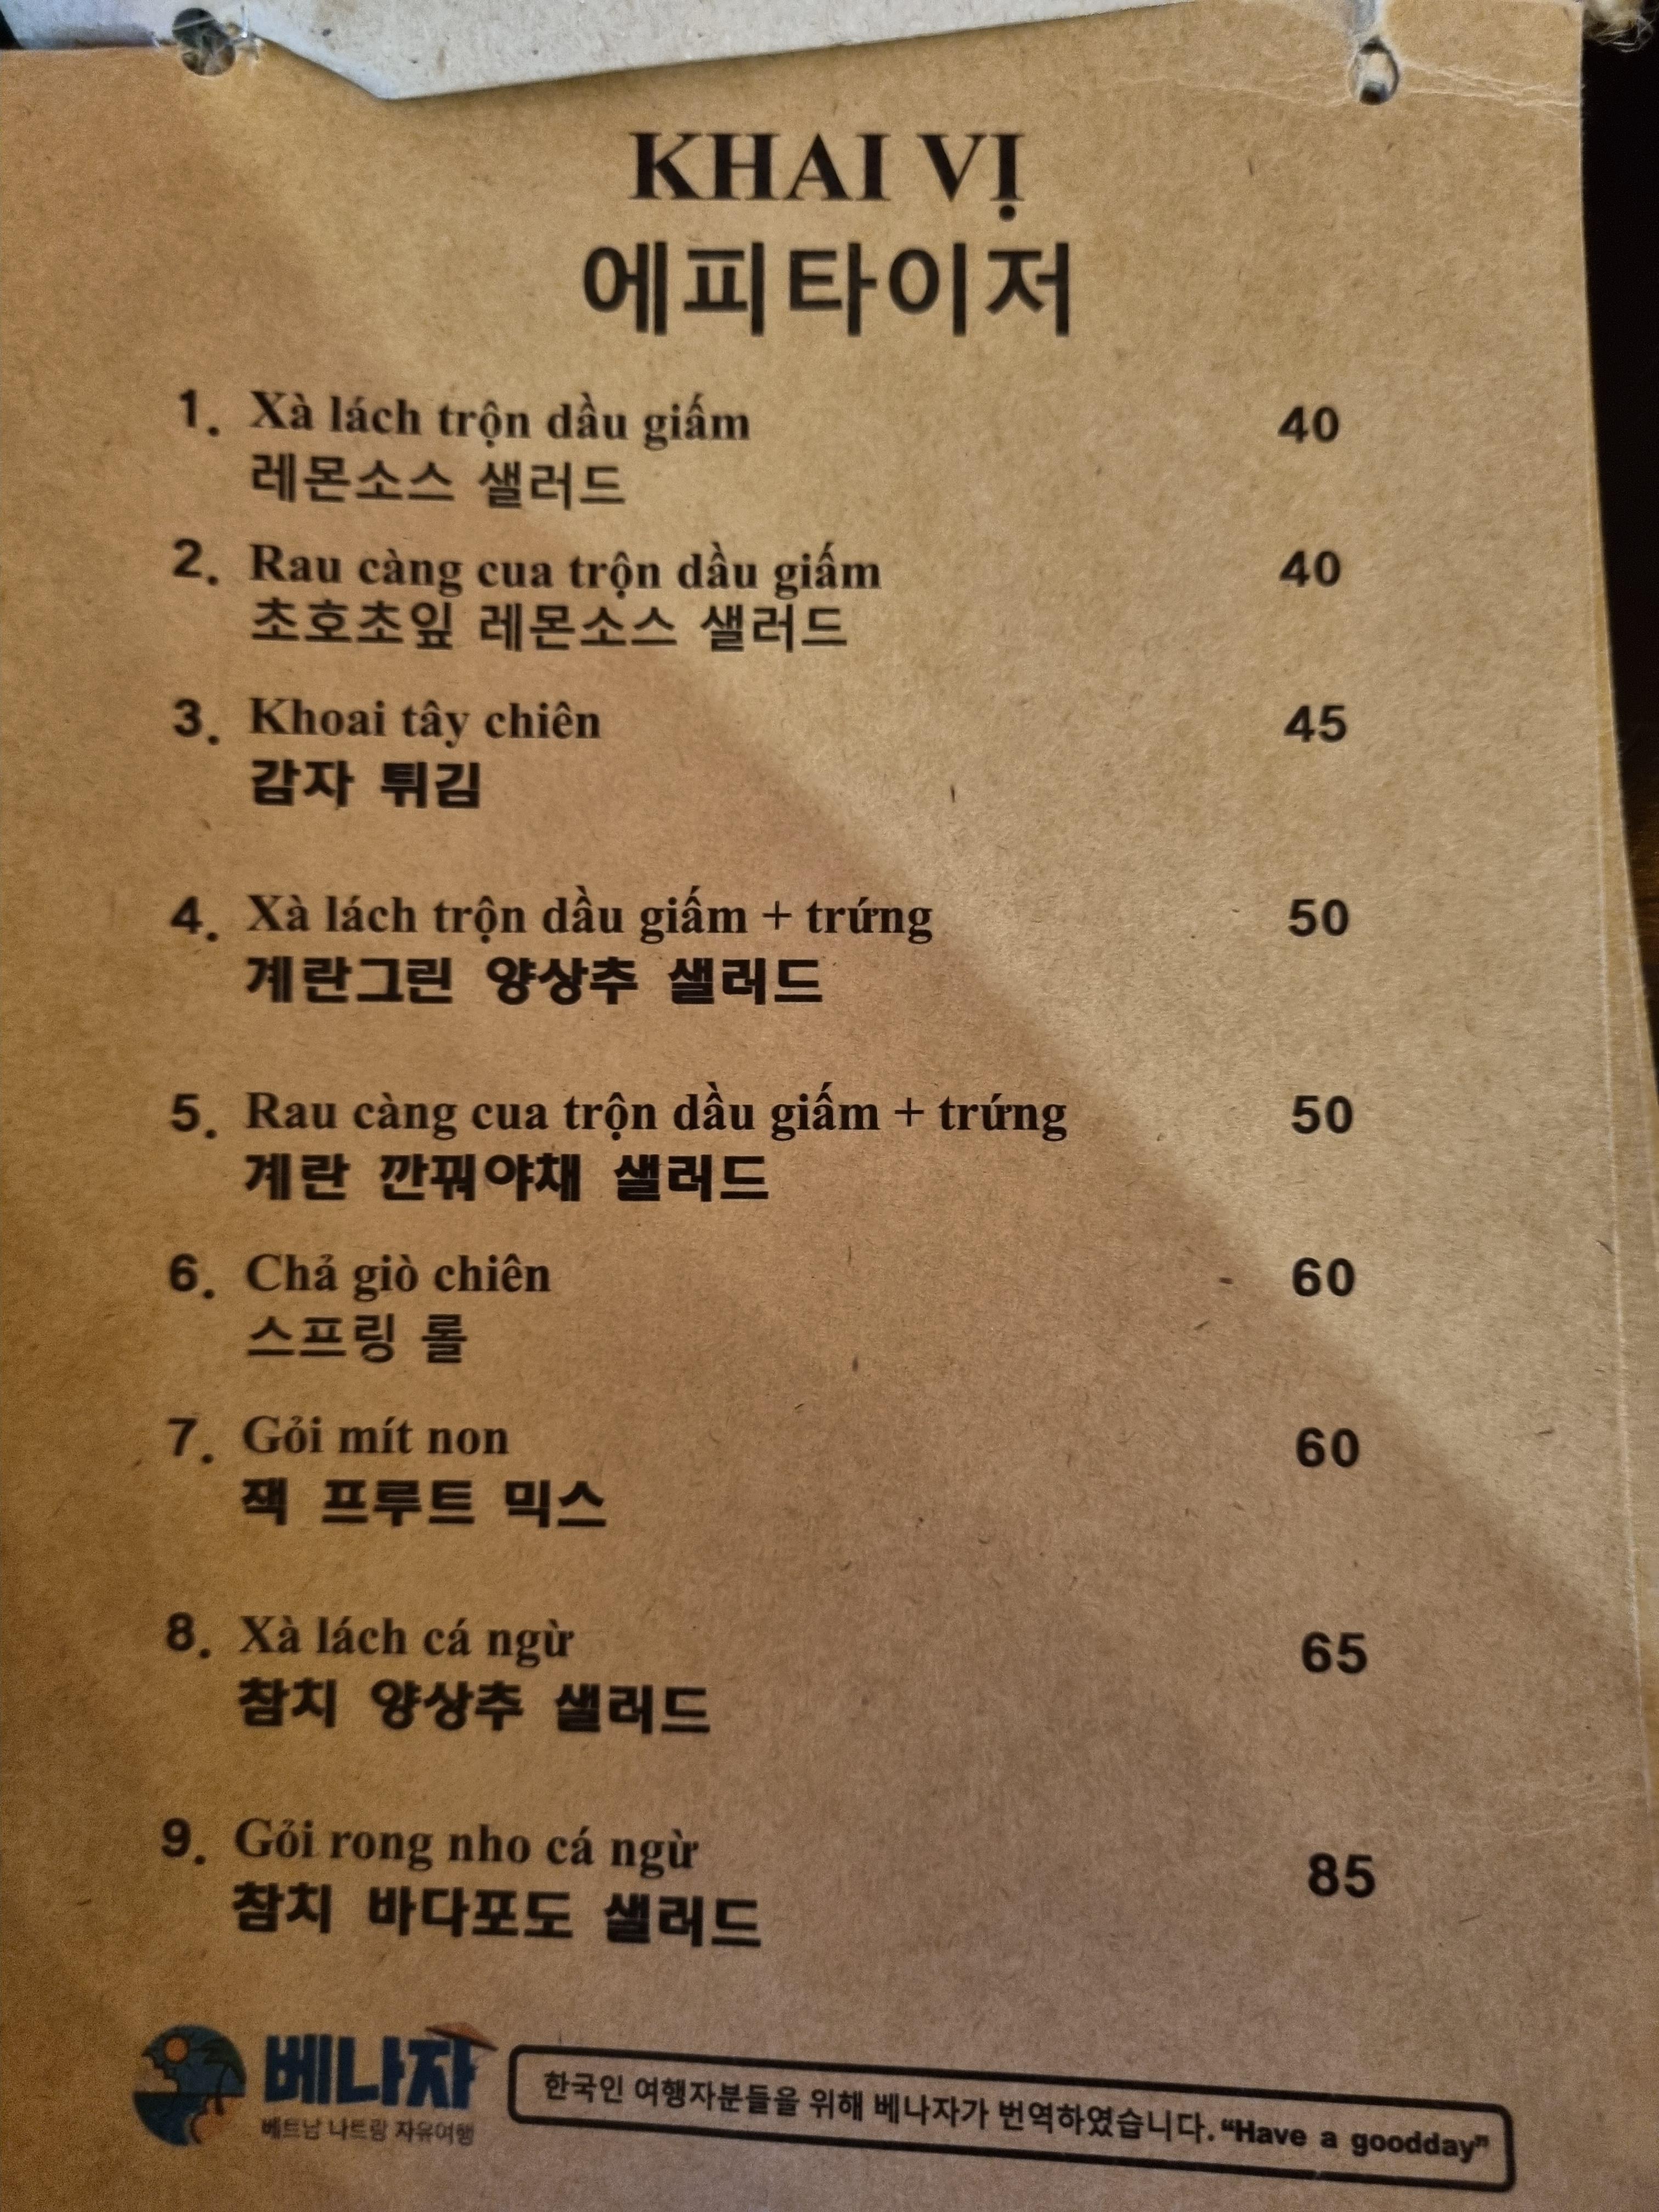 KHAI VỊ
에피타이저
1. Xà lách trộn dầu giấm 40
레몬소스 샐러드
2. Rau càng cua trộn dầu giấm 40
초호초잎 레몬소스 샐러드
3. Khoai tây chiên 45
감자 튀김
4. Xà lách trộn dầu giấm + trứng 50
계란그린 양상추 샐러드
5. Rau càng cua trộn dầu giấm + trứng 50
계란 깐꿔야채 샐러드
6. Chả giò chiên 60
스프링 롤
7. Gỏi mít non 60
잭 프루트 믹스
8. Xà lách cá ngừ 65
참치 양상추 샐러드
9. Gỏi rong nho cá ngừ 85
참치 바다포도 샐러드
베나자
베트남 나트랑 자유여행
한국인 여행자분들을 위해 베나자가 번역하였습니다. “Have a goodday”